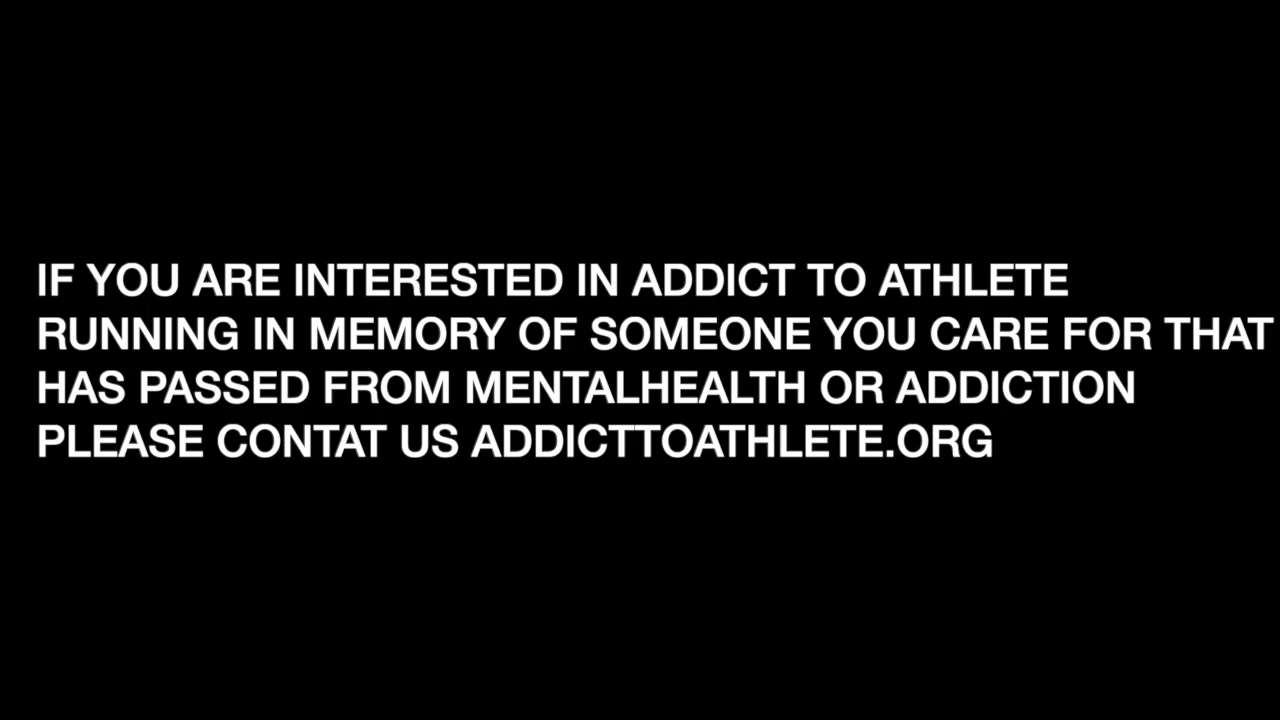 IF YOU ARE INTERESTED IN ADDICT TO ATHLETE
RUNNING IN MEMORY OF SOMEONE YOU CARE FOR THAT
HAS PASSED FROM MENTALHEALTH OR ADDICTION
PLEASE CONTAT US ADDICTTOATHLETE.ORG